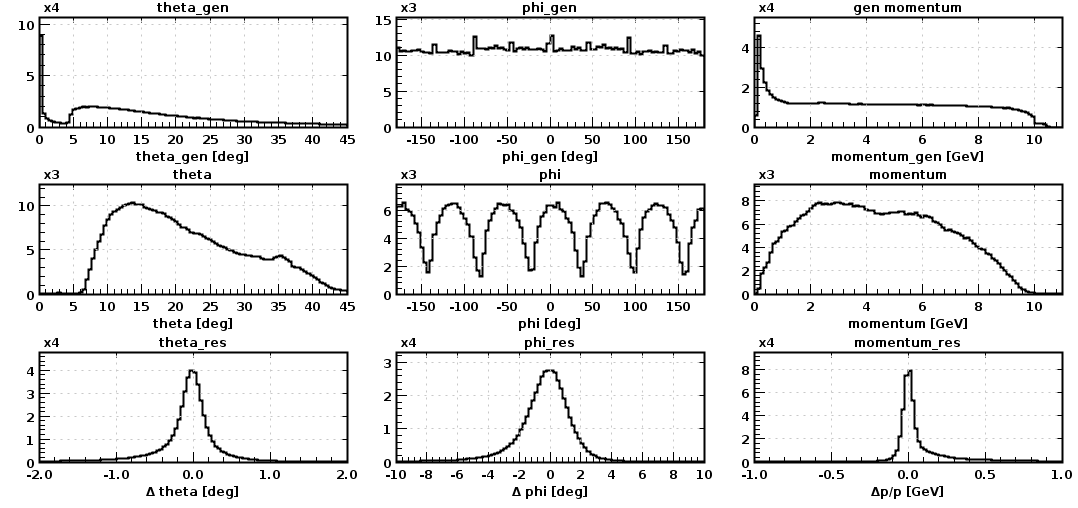 x4 theta_gen
10
5
0
0 5 10 15 20 25 30 35 40 45
theta_gen [deg]
x3 phi_gen
15
10
5
0
-150 -100 -50 0 50 100 150
phi_gen [deg]
x4 gen momentum
4
2
0
0 2 4 6 8 10
momentum_gen [GeV]
x3 theta
10
5
0
0 5 10 15 20 25 30 35 40 45
theta [deg]
x3 phi
6
4
2
0
-150 -100 -50 0 50 100 150
phi [deg]
x3 momentum
8
6
4
2
0
0 2 4 6 8 10
momentum [GeV]
x4 theta_res
4
3
2
1
0
-2.0 -1.0 0.0 1.0 2.0
Δ theta [deg]
x4 phi_res
3
2
1
0
-10 -8 -6 -4 -2 0 2 4 6 8 10
Δ phi [deg]
x4 momentum_res
8
6
4
2
0
-1.0 -0.5 0.0 0.5 1.0
Δp/p [GeV]